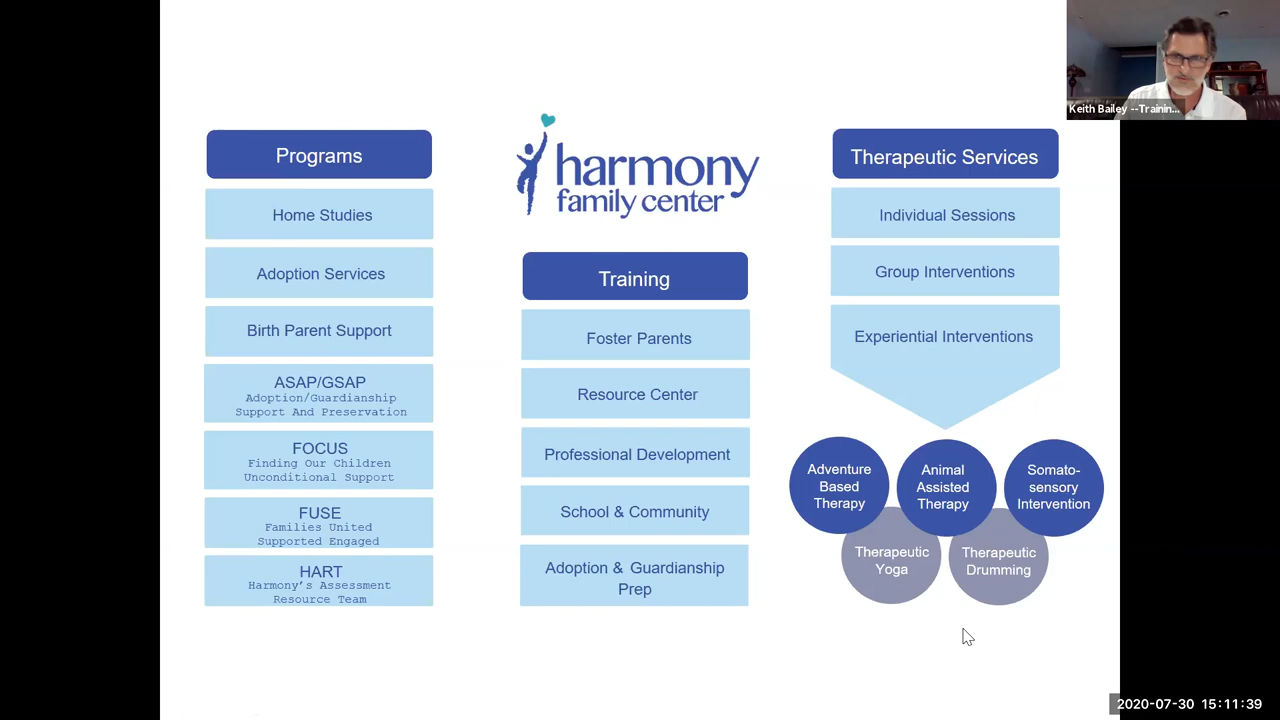 Keith Bailey --Trainin...
Programs
Home Studies
Adoption Services
Birth Parent Support
ASAP/GSAP
Adoption/Guardianship
Support And Preservation
FOCUS
Finding Our Children
Unconditional Support
FUSE
Families United
Supported Engaged
HART
Harmony's Assessment
Resource Team
harmony
family center
Training
Foster Parents
Resource Center
Professional Development
School & Community
Adoption & Guardianship
Prep
Therapeutic Services
Individual Sessions
Group Interventions
Experiential Interventions
Adventure
Based
Therapy
Animal
Assisted
Therapy
Somato-
sensory
Intervention
Therapeutic
Yoga
Therapeutic
Drumming
2020-07-30 15:11:39